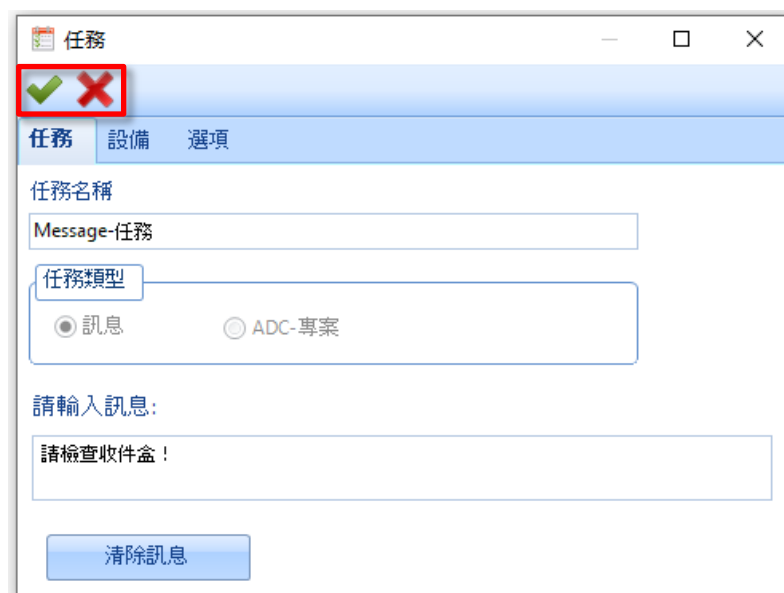 任務
任務 設備 選項
任務名稱
Message-任務
任務類型
訊息 ADC-專案
請輸入訊息:
請檢查收件盒！
清除訊息